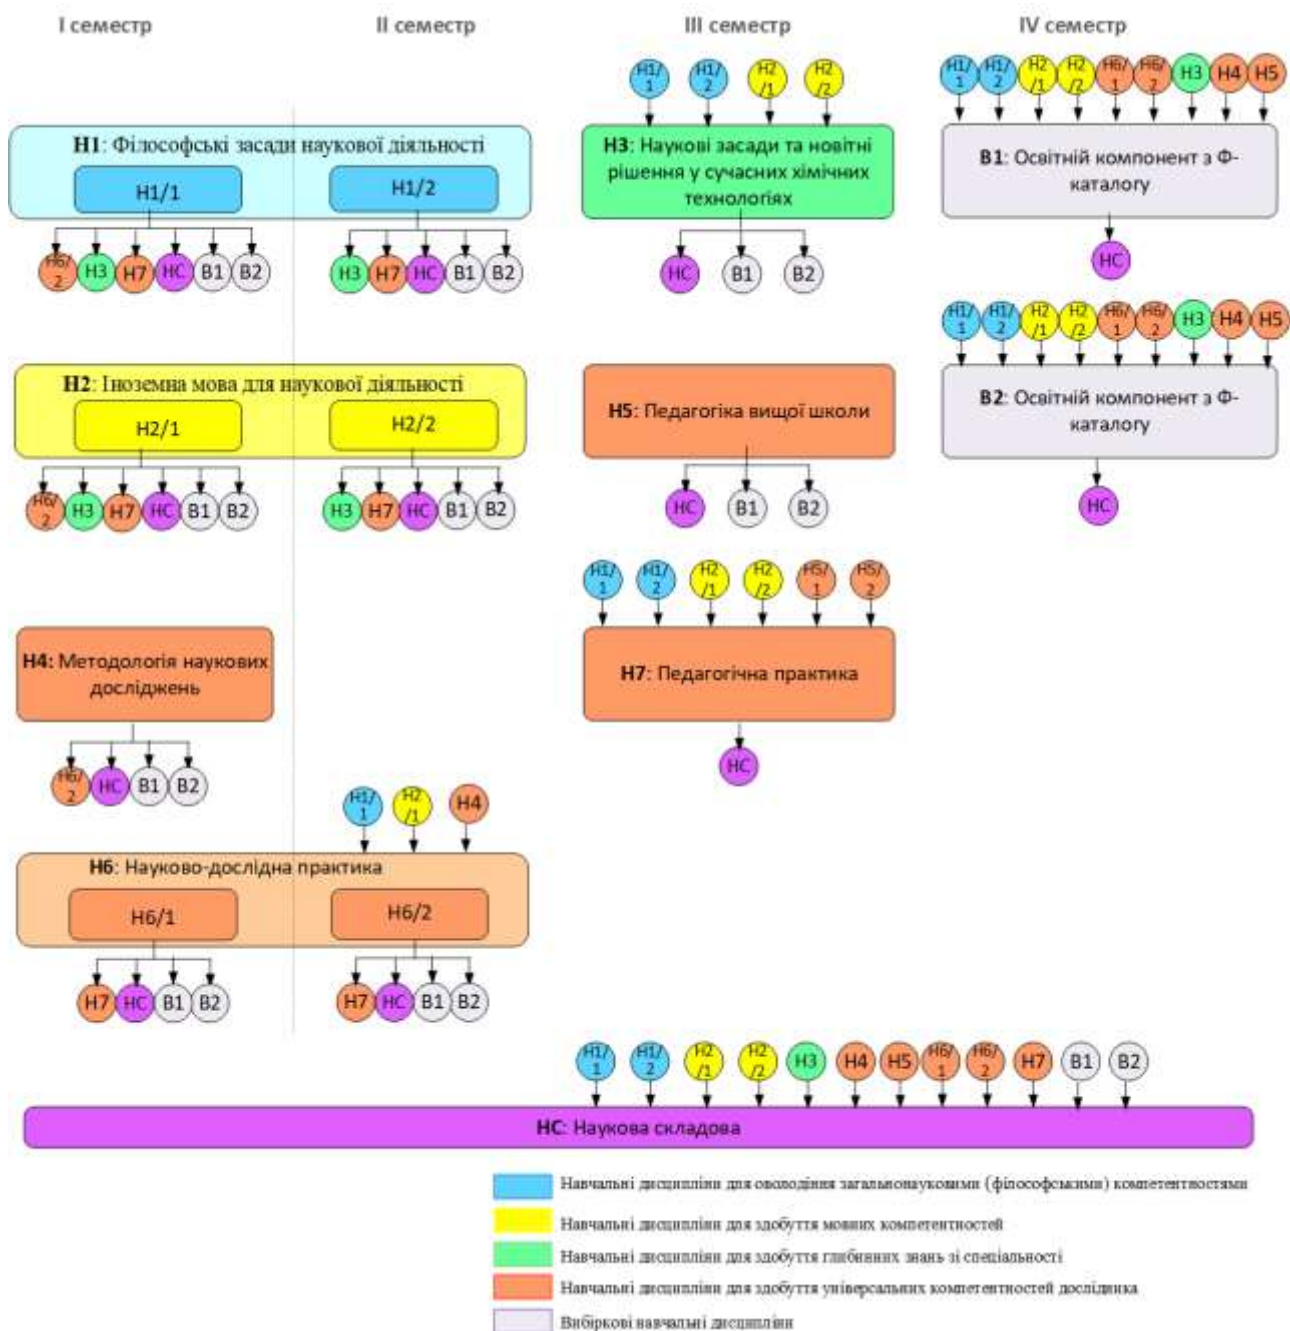 І семестр
ІІ семестр
ІІІ семестр
IV семестр
Н1/
1
Н1/
2
Н2
/1
Н2
/2
Н1/
1
Н1/
2
Н2
/1
Н2
/2
Н6/
1
Н6/
2
Н3
Н4
Н5
Н1: Філософські засади наукової діяльності
Н1/1
Н1/2
Н3: Наукові засади та новітні
рішення у сучасних хімічних
технологіях
В1: Освітній компонент з Ф-
каталогу
Н6/
2
Н3
Н7
НС
В1
В2
Н3
Н7
НС
В1
В2
НС
В1
В2
НС
Н1/
1
Н1/
2
Н2
/1
Н2
/2
Н6/
1
Н6/
2
Н3
Н4
Н5
Н2: Іноземна мова для наукової діяльності
Н2/1
Н2/2
Н5: Педагогіка вищої школи
В2: Освітній компонент з Ф-
каталогу
Н6/
2
Н3
Н7
НС
В1
В2
Н3
Н7
НС
В1
В2
НС
В1
В2
НС
Н1/
1
Н1/
2
Н2
/1
Н2
/2
Н5/
1
Н5/
2
Н4: Методологія наукових
досліджень
Н7: Педагогічна практика
Н6/
2
НС
В1
В2
НС
Н1/
1
Н2
/1
Н4
Н6: Науково-дослідна практика
Н6/1
Н6/2
Н7
НС
В1
В2
Н7
НС
В1
В2
Н1/
1
Н1/
2
Н2
/1
Н2
/2
Н3
Н4
Н5
Н6/
1
Н6/
2
Н7
В1
В2
НС: Наукова складова
Навчальні дисципліни для оволодіння загальнонауковими (філософськими) компетентностями
Навчальні дисципліни для здобуття мовних компетентностей
Навчальні дисципліни для здобуття глибинних знань зі спеціальності
Навчальні дисципліни для здобуття універсальних компетентностей дослідника
Вибіркові навчальні дисципліни